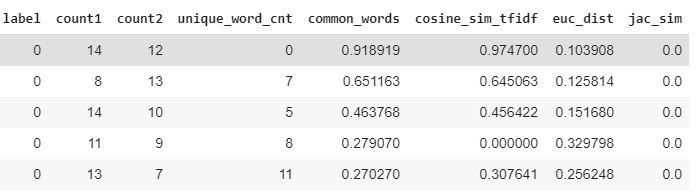 label count1 count2 unique_word_cnt common_words cosine_sim_tfidf euc_dist jac_sim
0 14 12 0 0.918919 0.974700 0.103908 0.0
0 8 13 7 0.651163 0.645063 0.125814 0.0
0 14 10 5 0.463768 0.456422 0.151680 0.0
0 11 9 8 0.279070 0.000000 0.329798 0.0
0 13 7 11 0.270270 0.307641 0.256248 0.0